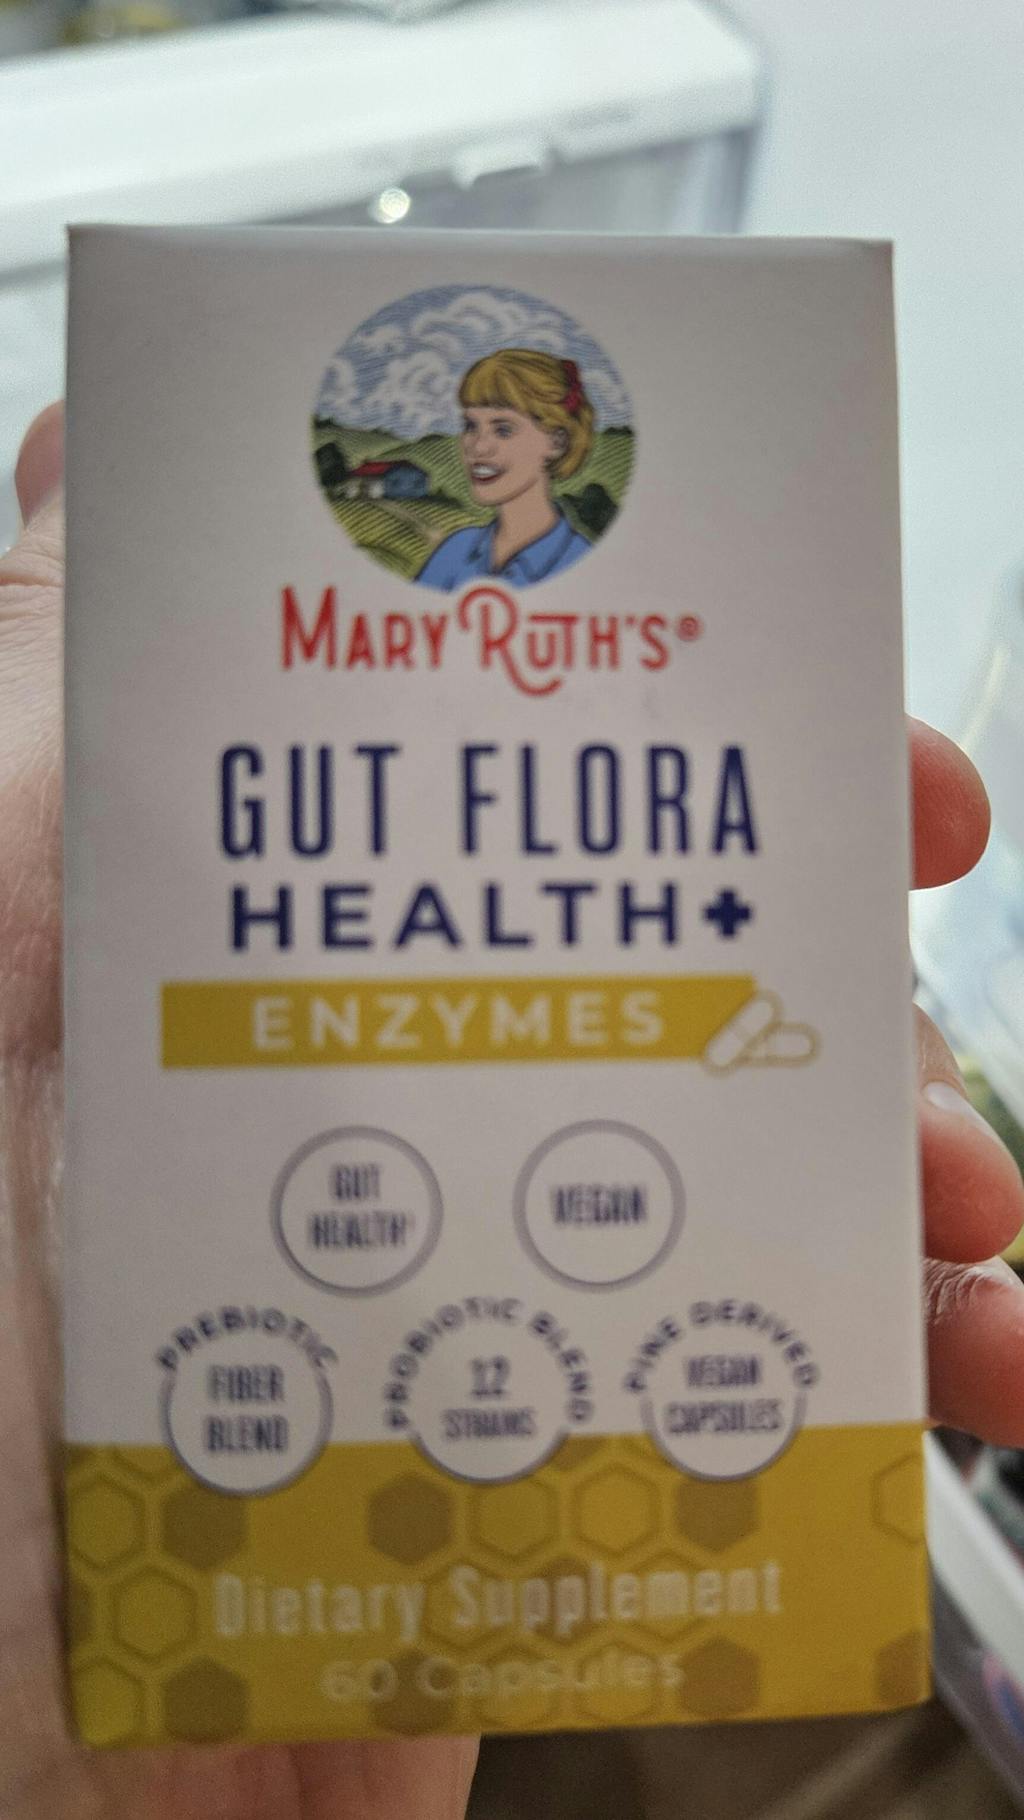 MARY RUTH'S®
GUT FLORA
HEALTH+
ENZYMES
GUT
HEALTH†
VEGAN
PREBIOTIC
FIBER
BLEND
PROBIOTIC BLEND
12
STRAINS
PINE DERIVED
VEGAN
CAPSULES
Dietary Supplement
60 Capsules